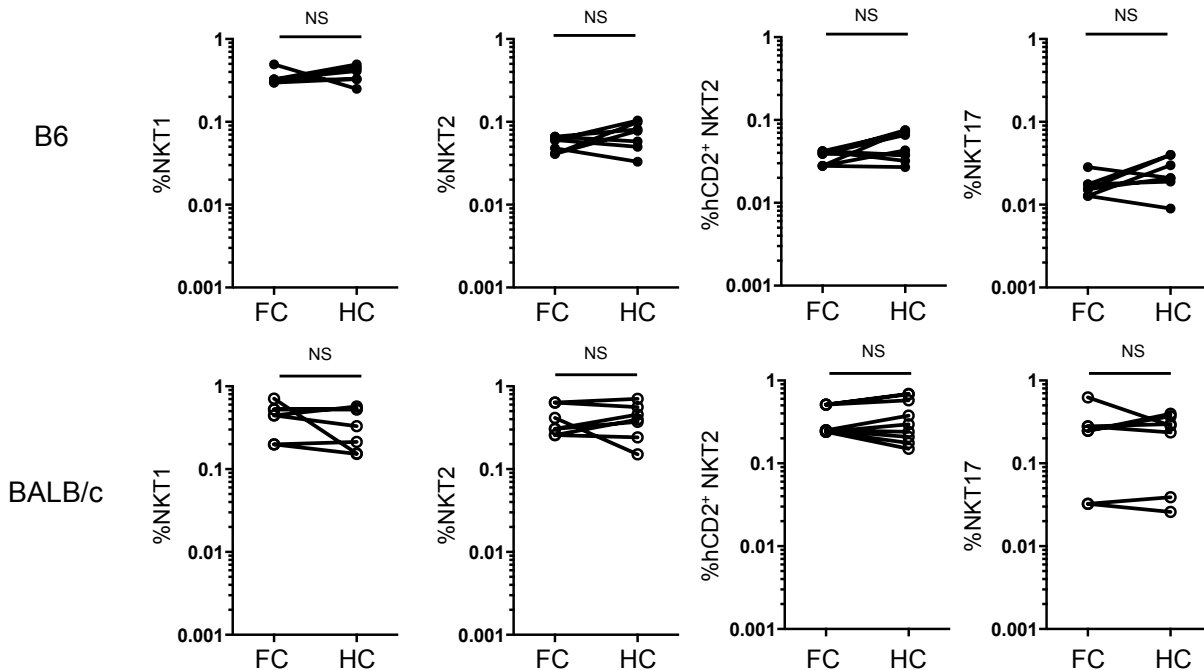 B6
NS
1
0.1
0.01
0.001
%NKT1
FC HC
NS
1
0.1
0.01
0.001
%NKT2
FC HC
NS
1
0.1
0.01
0.001
%hCD2⁺ NKT2
FC HC
NS
1
0.1
0.01
0.001
%NKT17
FC HC
BALB/c
NS
1
0.1
0.01
0.001
%NKT1
FC HC
NS
1
0.1
0.01
0.001
%NKT2
FC HC
NS
1
0.1
0.01
0.001
%hCD2⁺ NKT2
FC HC
NS
1
0.1
0.01
0.001
%NKT17
FC HC